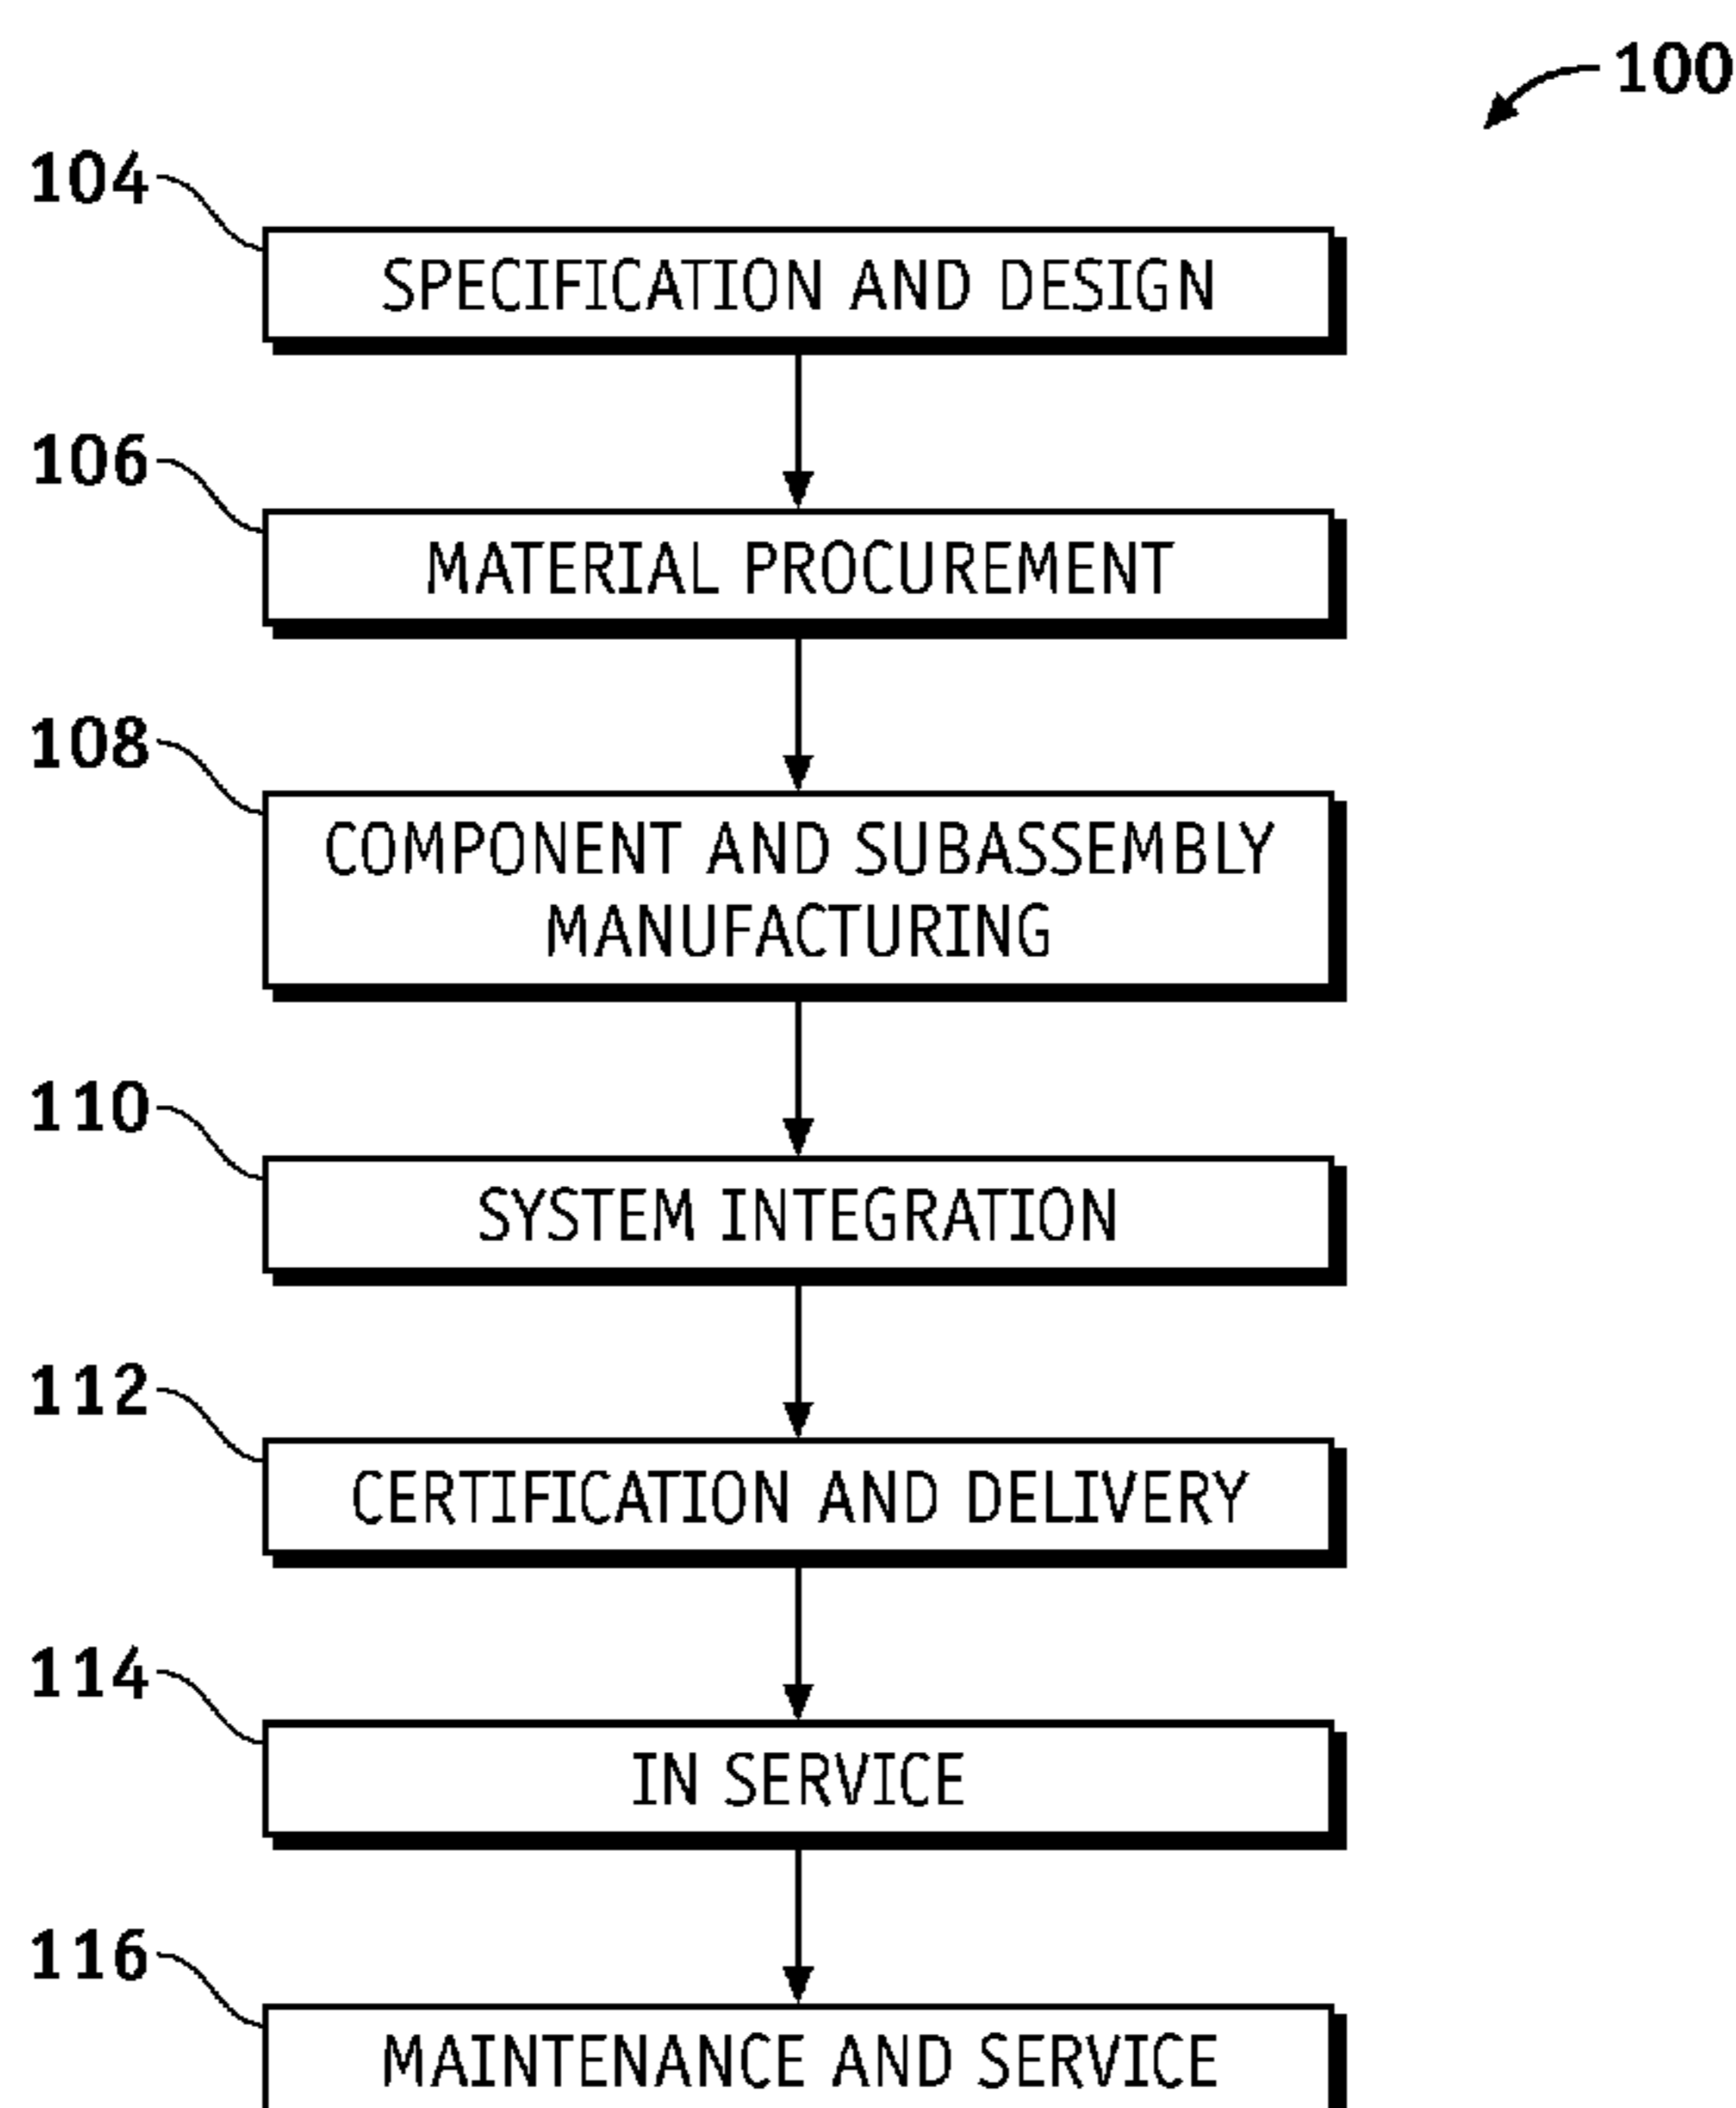 100
104
SPECIFICATION AND DESIGN
106
MATERIAL PROCUREMENT
108
COMPONENT AND SUBASSEMBLY
MANUFACTURING
110
SYSTEM INTEGRATION
112
CERTIFICATION AND DELIVERY
114
IN SERVICE
116
MAINTENANCE AND SERVICE